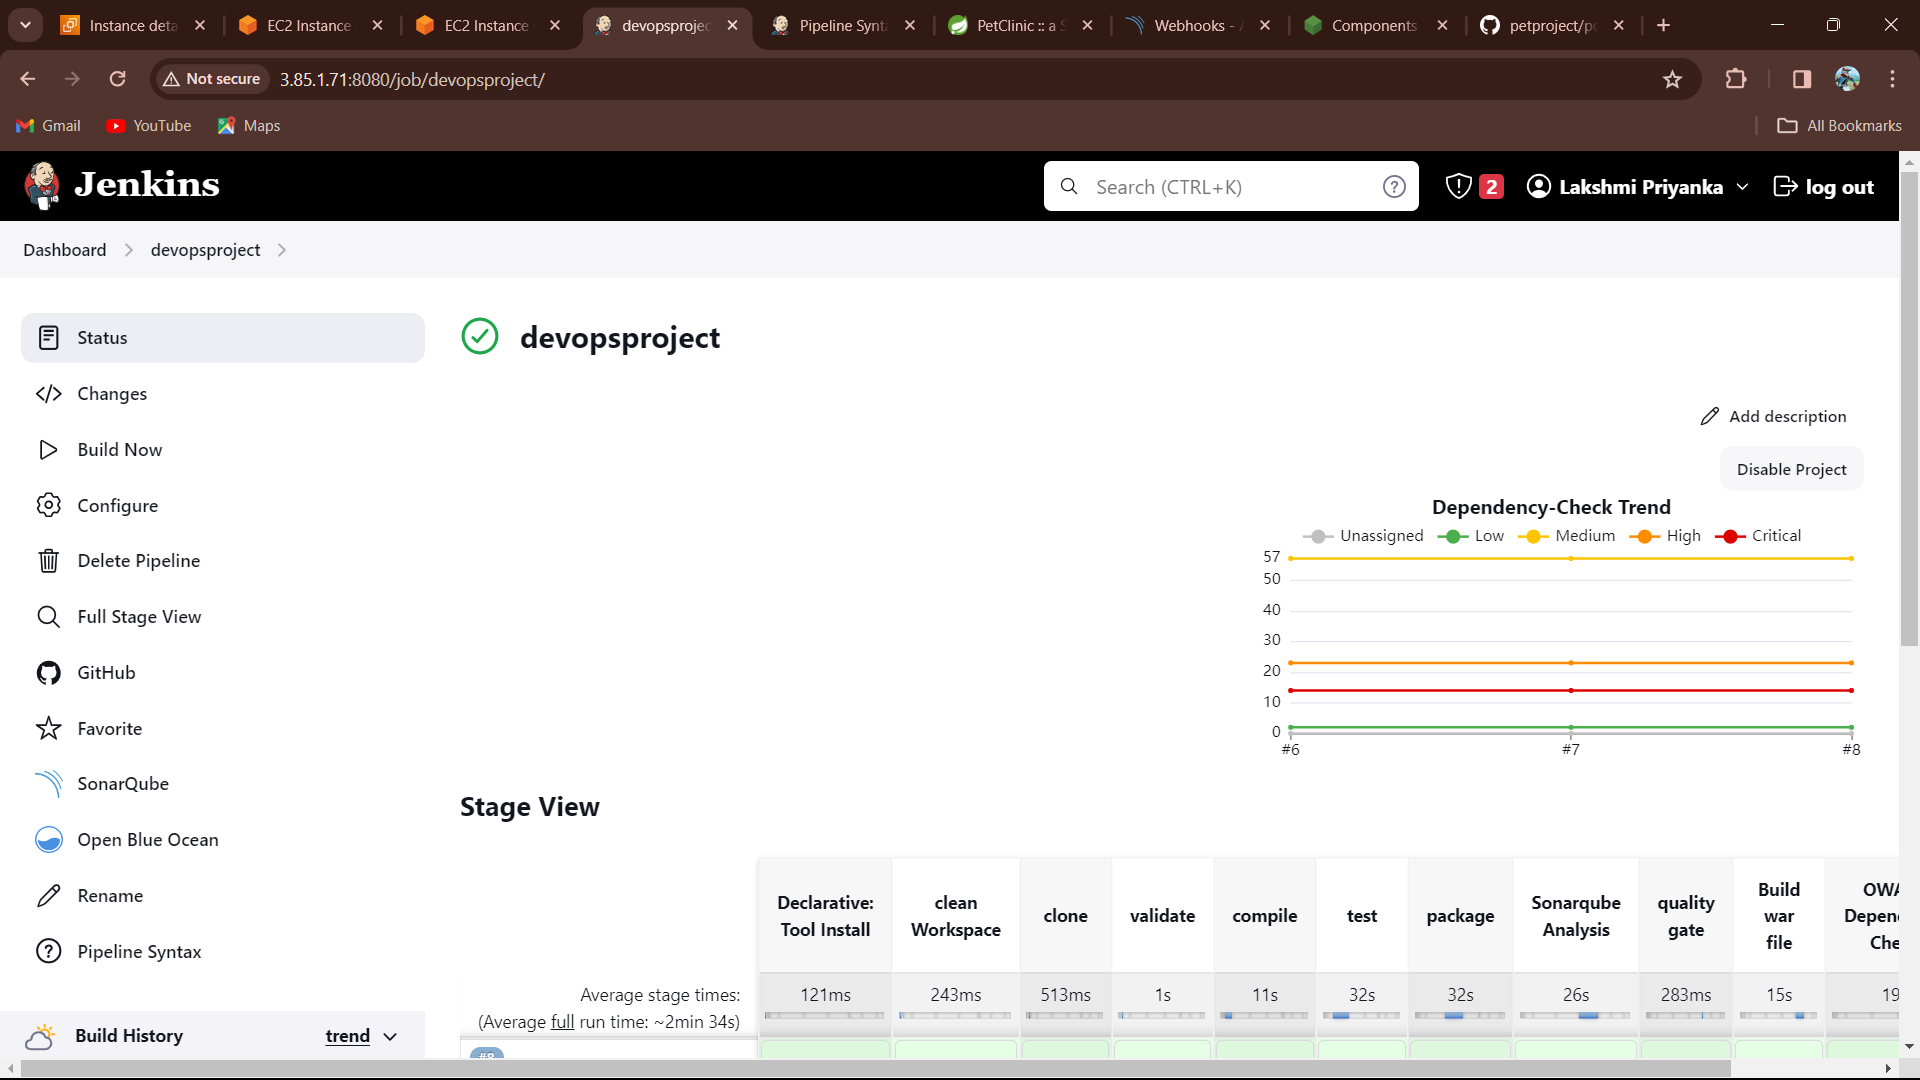 Instance deta
EC2 Instance
EC2 Instance
devopsprojec
Pipeline Synta
PetClinic :: a S
Webhooks - A
Components
petproject/po
Not secure
3.85.1.71:8080/job/devopsproject/
Gmail
YouTube
Maps
All Bookmarks
Jenkins
Search (CTRL+K)
2
Lakshmi Priyanka
log out
Dashboard
devopsproject
Status
Changes
Build Now
Configure
Delete Pipeline
Full Stage View
GitHub
Favorite
SonarQube
Open Blue Ocean
Rename
Pipeline Syntax
Build History
trend
devopsproject
Add description
Disable Project
Dependency-Check Trend
Unassigned
Low
Medium
High
Critical
57
50
40
30
20
10
0
#6
#7
#8
Stage View
Declarative:
Tool Install
clean
Workspace
clone
validate
compile
test
package
Sonarqube
Analysis
quality
gate
Build
war
file
OWA
Depend
Che
Average stage times:
(Average full run time: ~2min 34s)
121ms
243ms
513ms
1s
11s
32s
32s
26s
283ms
15s
19
#8